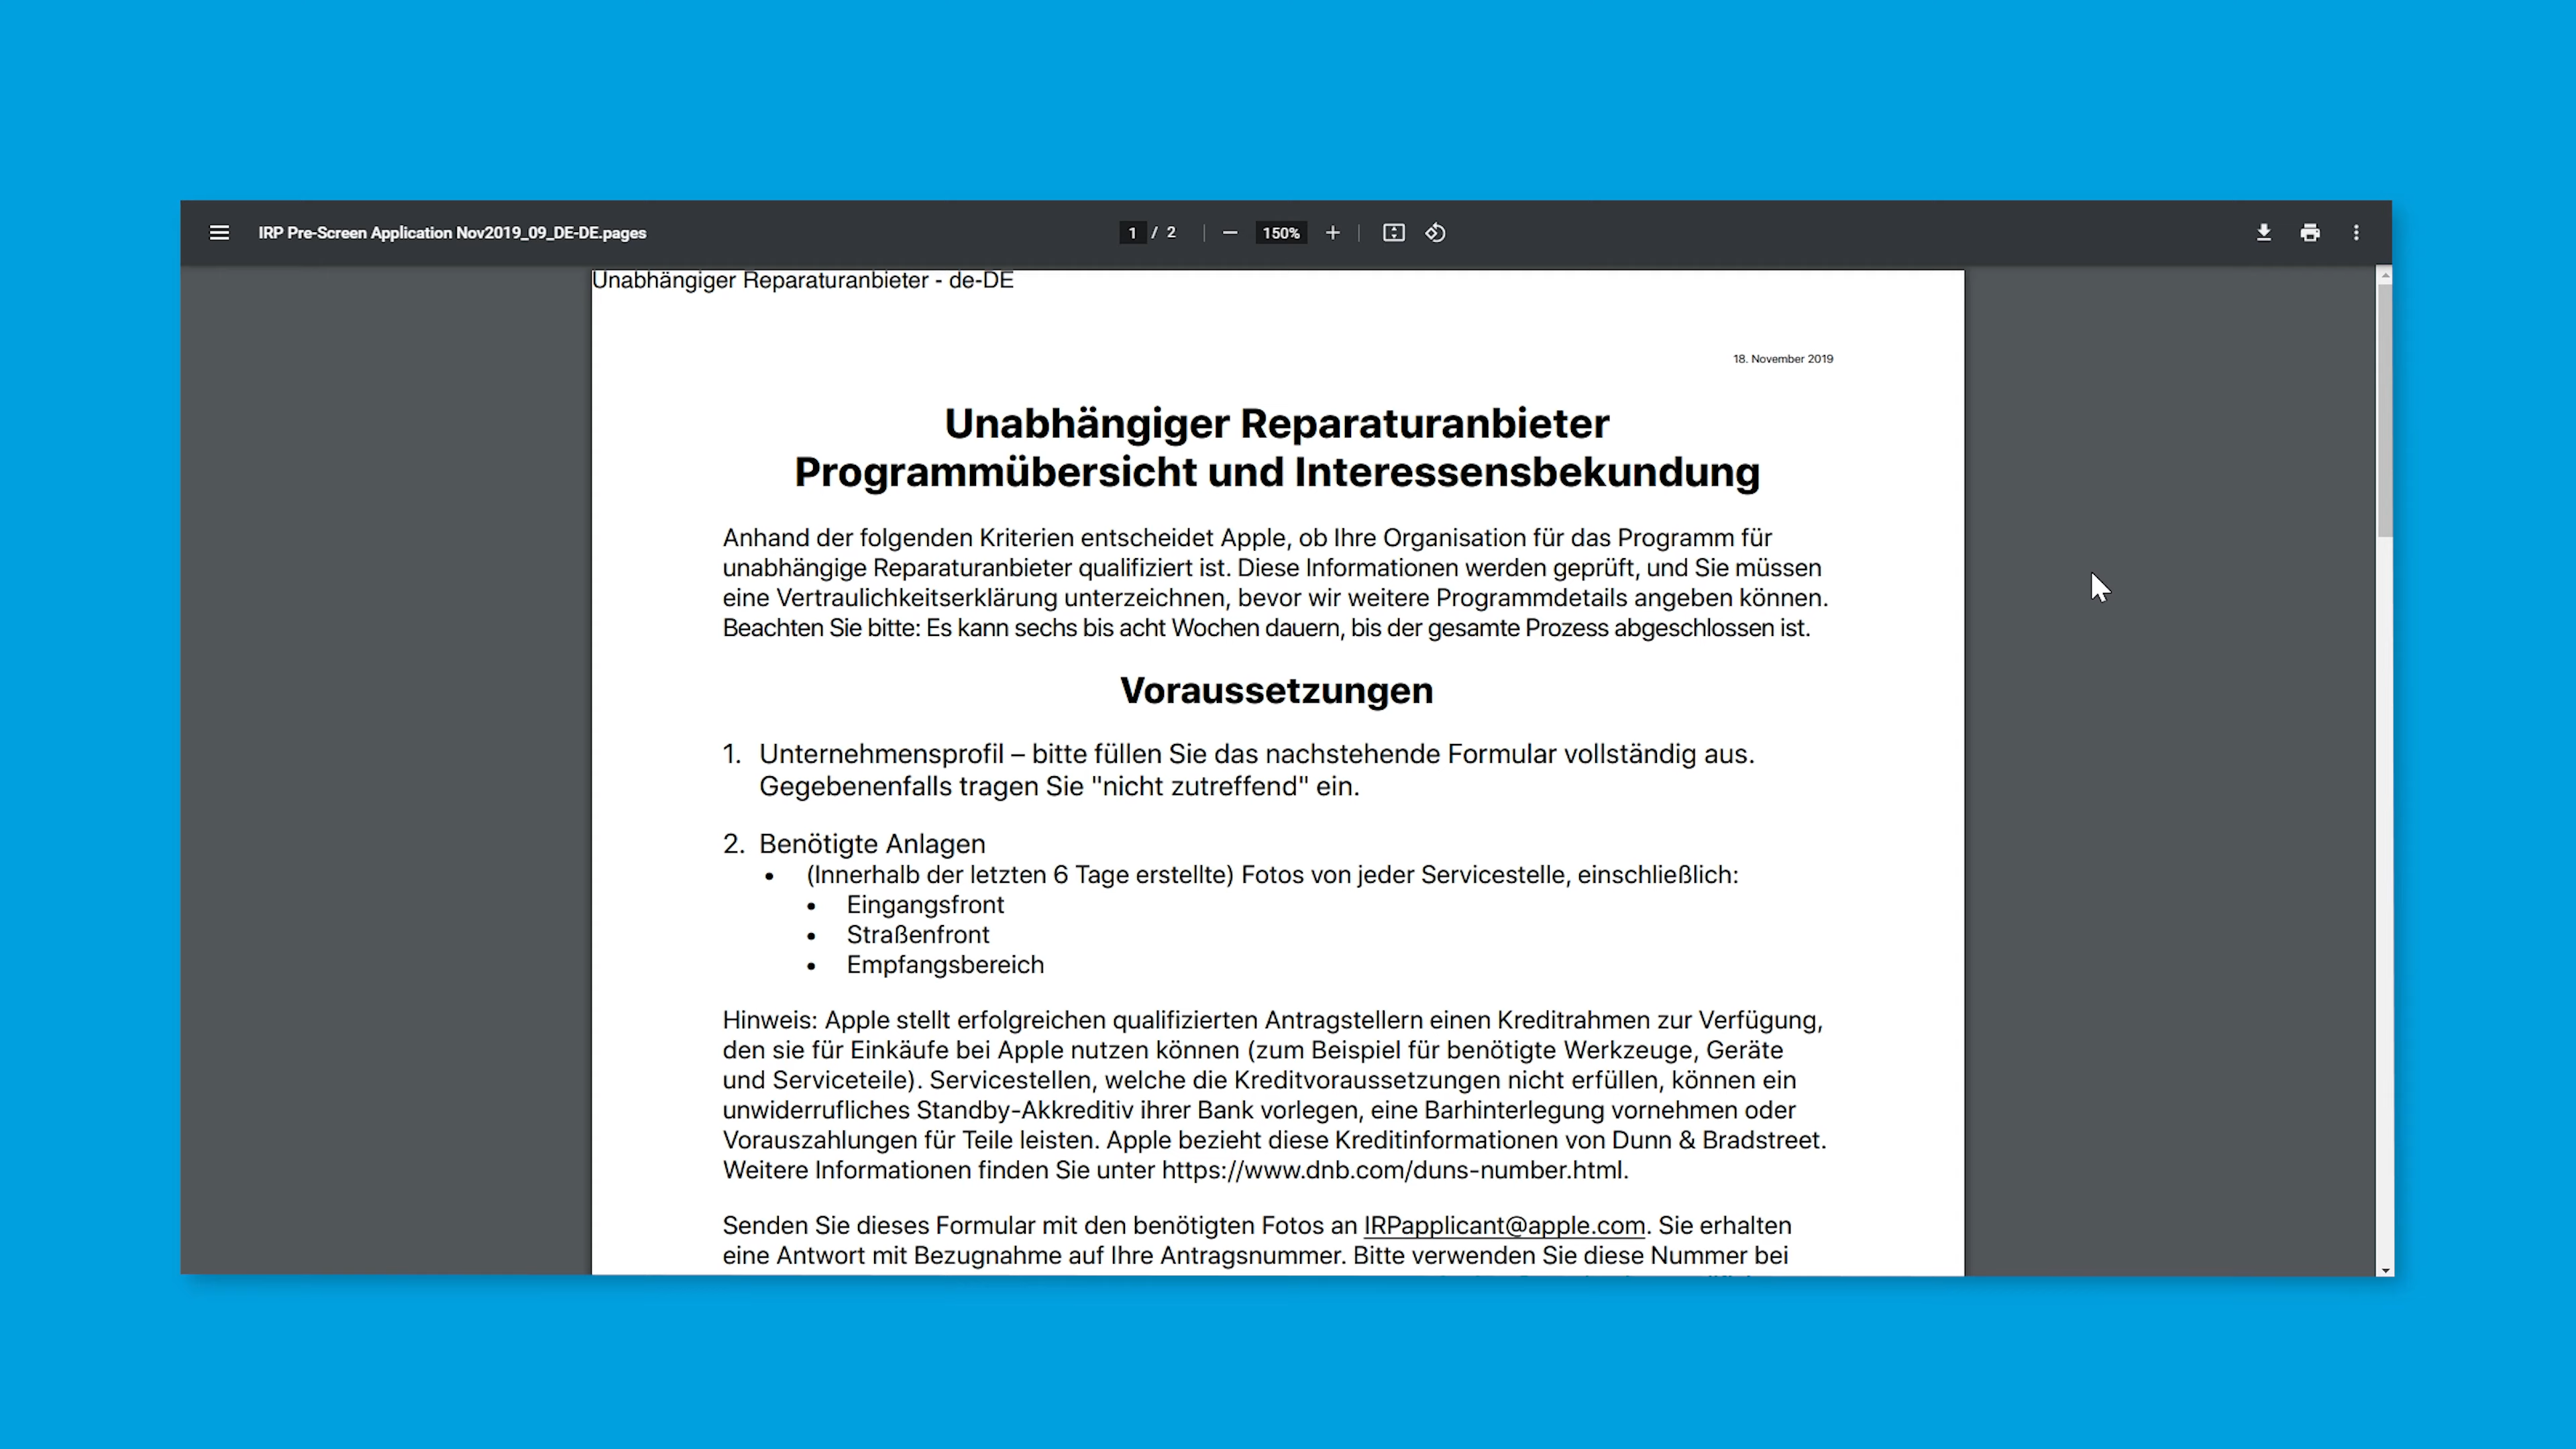 IRP Pre-Screen Application Nov2019_09_DE-DE.pages
1 / 2
150%
Unabhängiger Reparaturanbieter - de-DE
18. November 2019
Unabhängiger Reparaturanbieter
Programmübersicht und Interessensbekundung
Anhand der folgenden Kriterien entscheidet Apple, ob Ihre Organisation für das Programm für
unabhängige Reparaturanbieter qualifiziert ist. Diese Informationen werden geprüft, und Sie müssen
eine Vertraulichkeitserklärung unterzeichnen, bevor wir weitere Programmdetails angeben können.
Beachten Sie bitte: Es kann sechs bis acht Wochen dauern, bis der gesamte Prozess abgeschlossen ist.
Voraussetzungen
1. Unternehmensprofil – bitte füllen Sie das nachstehende Formular vollständig aus.
Gegebenenfalls tragen Sie "nicht zutreffend" ein.
2. Benötigte Anlagen
• (Innerhalb der letzten 6 Tage erstellte) Fotos von jeder Servicestelle, einschließlich:
• Eingangsfront
• Straßenfront
• Empfangsbereich
Hinweis: Apple stellt erfolgreichen qualifizierten Antragstellern einen Kreditrahmen zur Verfügung,
den sie für Einkäufe bei Apple nutzen können (zum Beispiel für benötigte Werkzeuge, Geräte
und Serviceteile). Servicestellen, welche die Kreditvoraussetzungen nicht erfüllen, können ein
unwiderrufliches Standby-Akkreditiv ihrer Bank vorlegen, eine Barhinterlegung vornehmen oder
Vorauszahlungen für Teile leisten. Apple bezieht diese Kreditinformationen von Dunn & Bradstreet.
Weitere Informationen finden Sie unter https://www.dnb.com/duns-number.html.
Senden Sie dieses Formular mit den benötigten Fotos an IRPapplicant@apple.com. Sie erhalten
eine Antwort mit Bezugnahme auf Ihre Antragsnummer. Bitte verwenden Sie diese Nummer bei